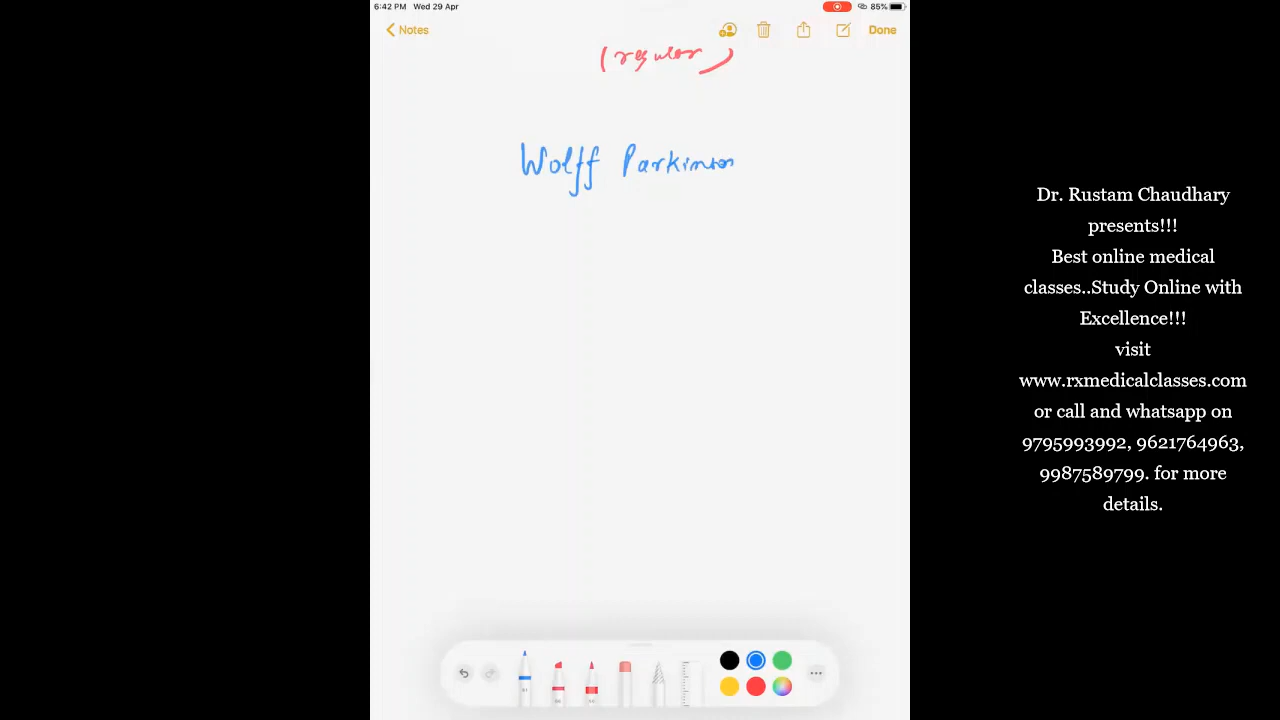 6:42 PM Wed 29 Apr
85%
Notes
Done
(regular)
Wolff Parkinson
Dr. Rustam Chaudhary
presents!!!
Best online medical
classes..Study Online with
Excellence!!!
visit
www.rxmedicalclasses.com
or call and whatsapp on
9795993992, 9621764963,
9987589799. for more
details.